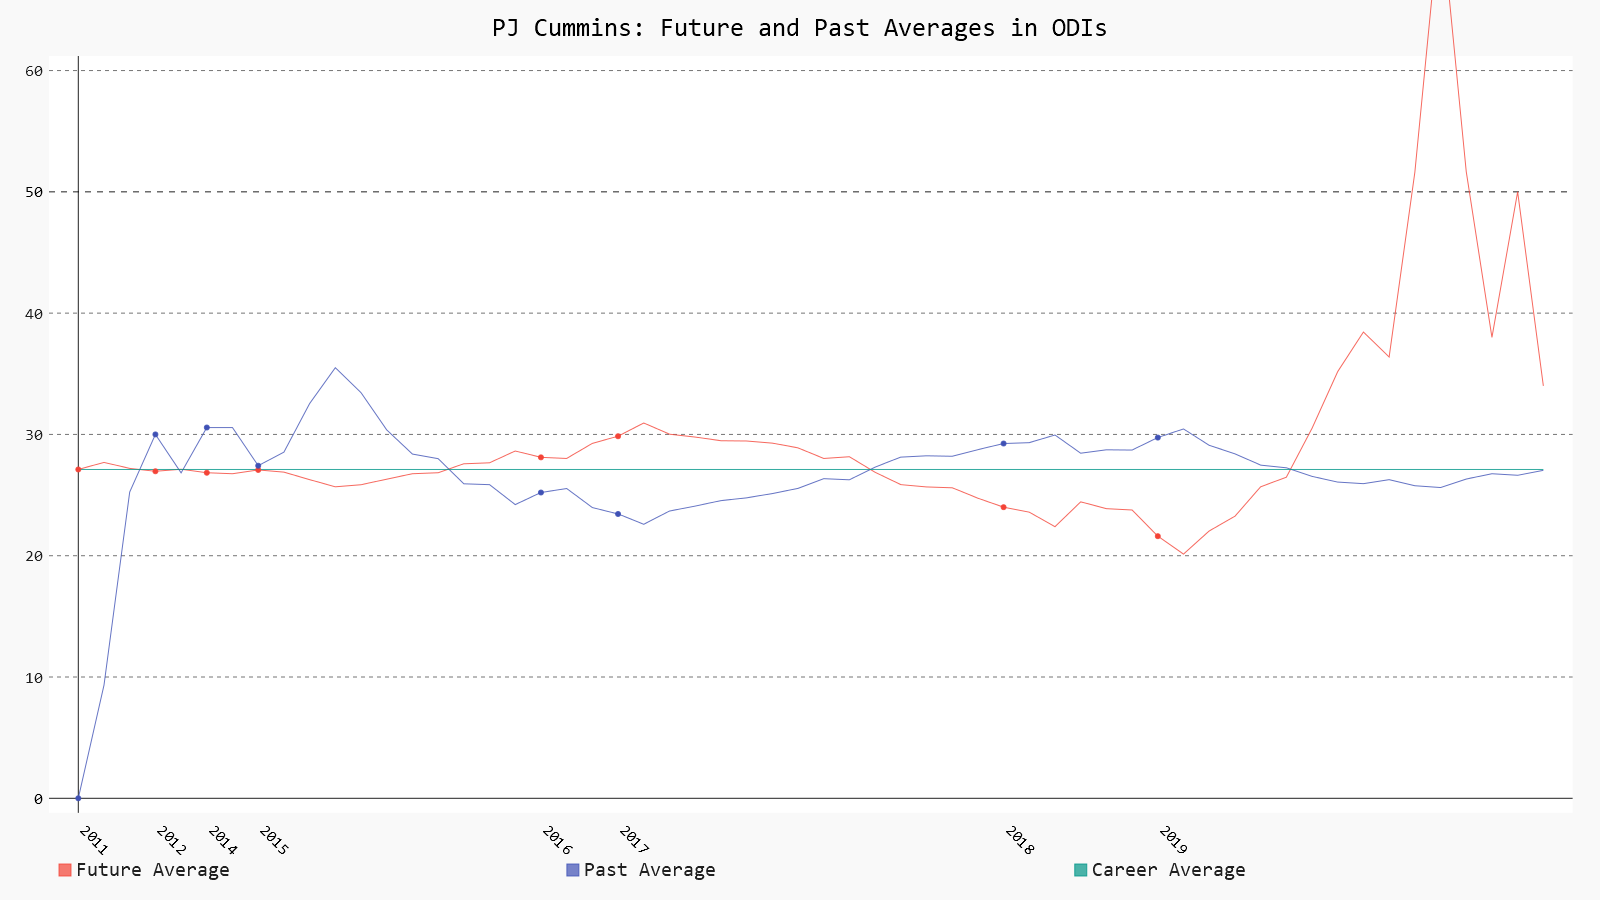 PJ Cummins: Future and Past Averages in ODIs
60
50
40
30
20
10
0
2011 2012 2014 2015 2016 2017 2018 2019
Future Average Past Average Career Average